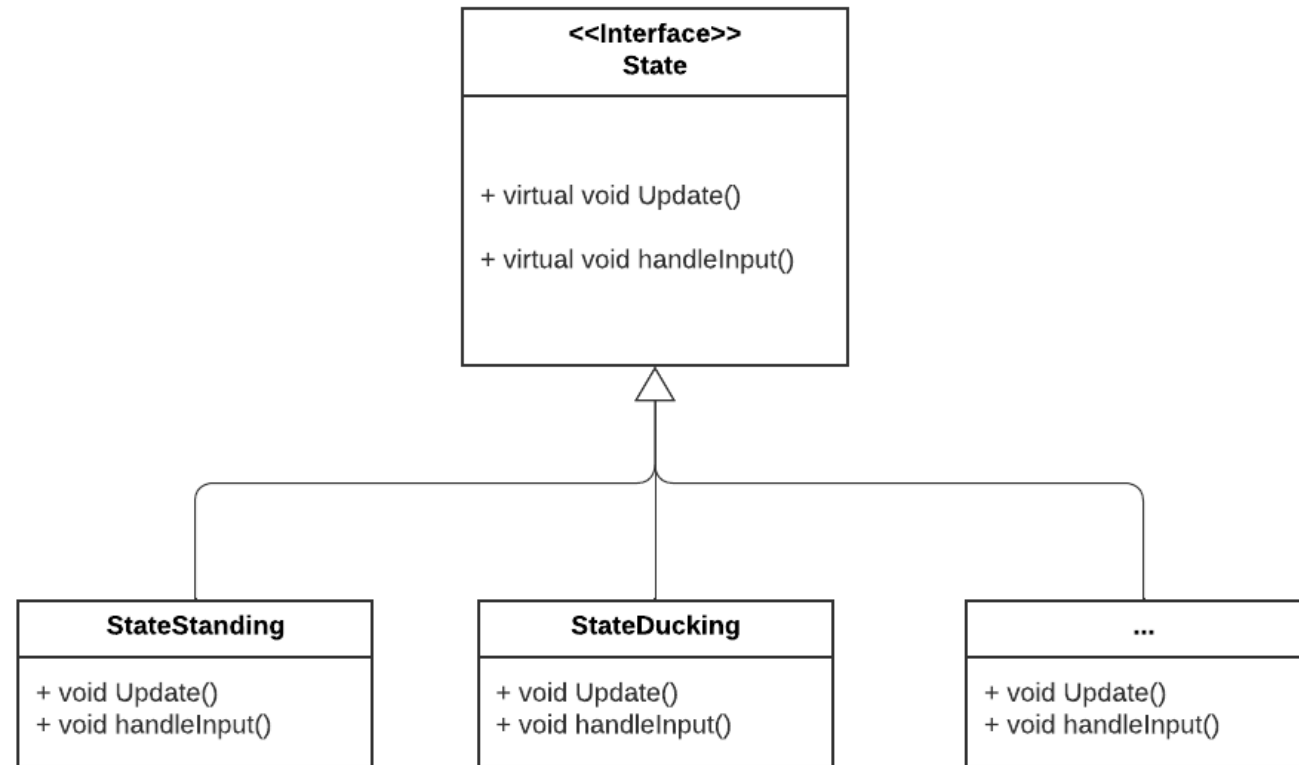 <<Interface>>
State
+ virtual void Update()
+ virtual void handleInput()
StateStanding
+ void Update()
+ void handleInput()
StateDucking
+ void Update()
+ void handleInput()
...
+ void Update()
+ void handleInput()